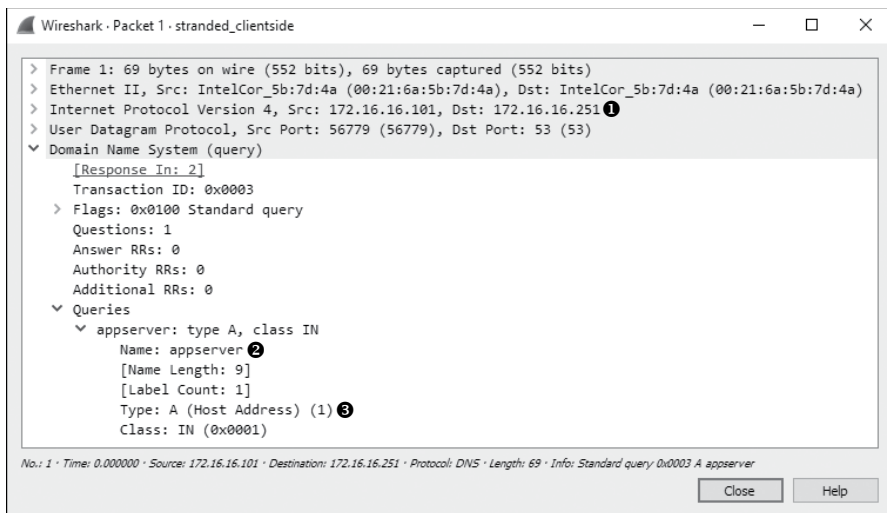 Wireshark · Packet 1 · stranded_clientside
> Frame 1: 69 bytes on wire (552 bits), 69 bytes captured (552 bits)
> Ethernet II, Src: IntelCor_5b:7d:4a (00:21:6a:5b:7d:4a), Dst: IntelCor_5b:7d:4a (00:21:6a:5b:7d:4a)
> Internet Protocol Version 4, Src: 172.16.16.101, Dst: 172.16.16.251 ❶
> User Datagram Protocol, Src Port: 56779 (56779), Dst Port: 53 (53)
Domain Name System (query)
[Response In: 2]
Transaction ID: 0x0003
> Flags: 0x0100 Standard query
Questions: 1
Answer RRs: 0
Authority RRs: 0
Additional RRs: 0
Queries
appserver: type A, class IN
Name: appserver ❷
[Name Length: 9]
[Label Count: 1]
Type: A (Host Address) (1) ❸
Class: IN (0x0001)
No.: 1 · Time: 0.000000 · Source: 172.16.16.101 · Destination: 172.16.16.251 · Protocol: DNS · Length: 69 · Info: Standard query 0x0003 A appserver
Close Help